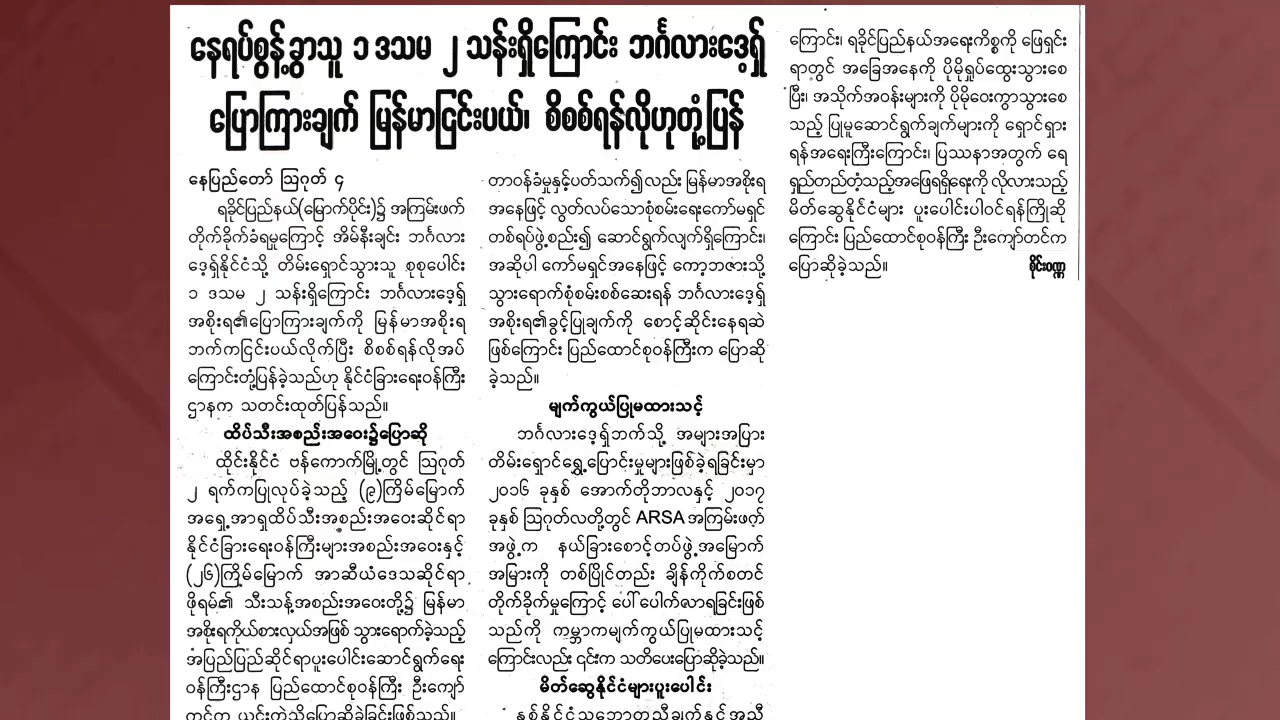 နေရပ်စွန့်ခွာသူ ၁ ဒသမ ၂ သန်းရှိကြောင်း ဘင်္ဂလားဒေ့ရှ်
ပြောကြားချက် မြန်မာငြင်းပယ်၊ စိစစ်ရန်လိုဟုတုံ့ပြန်
နေပြည်တော် ဩဂုတ် ၄
ရခိုင်ပြည်နယ်(မြောက်ပိုင်း)၌ အကြမ်းဖက်
တိုက်ခိုက်ခံရမှုကြောင့် အိမ်နီးချင်း ဘင်္ဂလား
ဒေ့ရှ်နိုင်ငံသို့ တိမ်းရှောင်သွားသူ စုစုပေါင်း
၁ ဒသမ ၂ သန်းရှိကြောင်း ဘင်္ဂလားဒေ့ရှ်
အစိုးရ၏ပြောကြားချက်ကို မြန်မာအစိုးရ
ဘက်ကငြင်းပယ်လိုက်ပြီး စိစစ်ရန်လိုအပ်
ကြောင်းတုံ့ပြန်ခဲ့သည်ဟု နိုင်ငံခြားရေးဝန်ကြီး
ဌာနက သတင်းထုတ်ပြန်သည်။
ထိပ်သီးအစည်းအဝေး၌ပြောဆို
ထိုင်းနိုင်ငံ ဗန်ကောက်မြို့တွင် ဩဂုတ်
၂ ရက်ကပြုလုပ်ခဲ့သည့် (၉)ကြိမ်မြောက်
အရှေ့အာရှထိပ်သီးအစည်းအဝေးဆိုင်ရာ
နိုင်ငံခြားရေးဝန်ကြီးများအစည်းအဝေးနှင့်
(၂၆)ကြိမ်မြောက် အာဆီယံဒေသဆိုင်ရာ
ဖိုရမ်၏ သီးသန့်အစည်းအဝေးတို့၌ မြန်မာ
အစိုးရကိုယ်စားလှယ်အဖြစ် သွားရောက်ခဲ့သည့်
အပြည်ပြည်ဆိုင်ရာပူးပေါင်းဆောင်ရွက်ရေး
ဝန်ကြီးဌာန ပြည်ထောင်စုဝန်ကြီး ဦးကျော်
တင်က ယင်းကဲ့သို့ပြောဆိုခဲ့ခြင်းဖြစ်သည်။
တာဝန်ခံမှုနှင့်ပတ်သက်၍လည်း မြန်မာအစိုးရ
အနေဖြင့် လွတ်လပ်သောစုံစမ်းရေးကော်မရှင်
တစ်ရပ်ဖွဲ့စည်း၍ ဆောင်ရွက်လျက်ရှိကြောင်း၊
အဆိုပါ ကော်မရှင်အနေဖြင့် ကော့ဘဇားသို့
သွားရောက်စုံစမ်းစစ်ဆေးရန် ဘင်္ဂလားဒေ့ရှ်
အစိုးရ၏ခွင့်ပြုချက်ကို စောင့်ဆိုင်းနေရဆဲ
ဖြစ်ကြောင်း ပြည်ထောင်စုဝန်ကြီးက ပြောဆို
ခဲ့သည်။
မျက်ကွယ်ပြုမထားသင့်
ဘင်္ဂလားဒေ့ရှ်ဘက်သို့ အများအပြား
တိမ်းရှောင်ရွှေ့ပြောင်းမှုများဖြစ်ခဲ့ရခြင်းမှာ
၂၀၁၆ ခုနှစ် အောက်တိုဘာလနှင့် ၂၀၁၇
ခုနှစ် ဩဂုတ်လတို့တွင် ARSA အကြမ်းဖက်
အဖွဲ့က နယ်ခြားစောင့်တပ်ဖွဲ့အမြောက်
အမြားကို တစ်ပြိုင်တည်း ချိန်ကိုက်စတင်
တိုက်ခိုက်မှုကြောင့် ပေါ်ပေါက်လာရခြင်းဖြစ်
သည်ကို ကမ္ဘာကမျက်ကွယ်ပြုမထားသင့်
ကြောင်းလည်း ၎င်းက သတိပေးပြောဆိုခဲ့သည်။
မိတ်ဆွေနိုင်ငံများပူးပေါင်း
နှစ်နိုင်ငံသဘောတူညီချက်နှင့်အညီ
ကြောင်း၊ ရခိုင်ပြည်နယ်အရေးကိစ္စကို ဖြေရှင်း
ရာတွင် အခြေအနေကို ပိုမိုရှုပ်ထွေးသွားစေ
ပြီး၊ အသိုက်အဝန်းများကို ပိုမိုဝေးကွာသွားစေ
သည့် ပြုမူဆောင်ရွက်ချက်များကို ရှောင်ရှား
ရန်အရေးကြီးကြောင်း၊ ပြဿနာအတွက် ရေ
ရှည်တည်တံ့သည့်အဖြေရရှိရေးကို လိုလားသည့်
မိတ်ဆွေနိုင်ငံများ ပူးပေါင်းပါဝင်ရန်ကြိုဆို
ကြောင်း ပြည်ထောင်စုဝန်ကြီး ဦးကျော်တင်က
ပြောဆိုခဲ့သည်။ စိုင်းဝဏ္ဏ